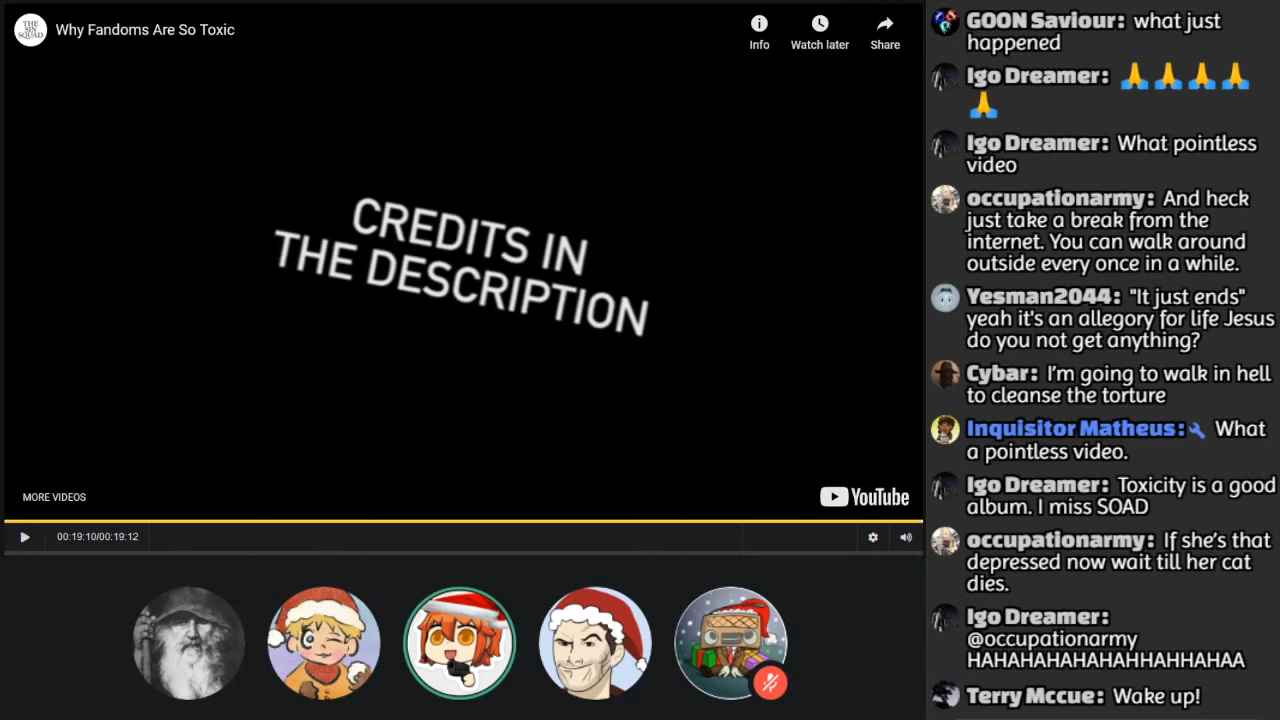 THE
SIN
SQUAD
Why Fandoms Are So Toxic
Info
Watch later
Share
CREDITS IN
THE DESCRIPTION
MORE VIDEOS
YouTube
00:19:10/00:19:12
GOON Saviour: what just
happened
Igo Dreamer: 🙏🙏🙏🙏
🙏
Igo Dreamer: What pointless
video
occupationarmy: And heck
just take a break from the
internet. You can walk around
outside every once in a while.
Yesman2044: "It just ends"
yeah it's an allegory for life Jesus
do you not get anything?
Cybar: I'm going to walk in hell
to cleanse the torture
Inquisitor Matheus: What
a pointless video.
Igo Dreamer: Toxicity is a good
album. I miss SOAD
occupationarmy: If she's that
depressed now wait till her cat
dies.
Igo Dreamer:
@occupationarmy
HAHAHAHAHAHAHHAHHAHAA
Terry Mccue: Wake up!